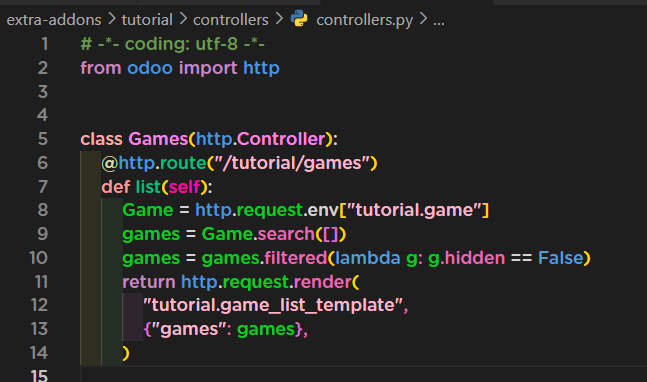 extra-addons > tutorial > controllers > controllers.py > ...
1 # -*- coding: utf-8 -*-
2 from odoo import http
3
4
5 class Games(http.Controller):
6     @http.route("/tutorial/games")
7     def list(self):
8         Game = http.request.env["tutorial.game"]
9         games = Game.search([])
10         games = games.filtered(lambda g: g.hidden == False)
11         return http.request.render(
12             "tutorial.game_list_template",
13             {"games": games},
14         )
15